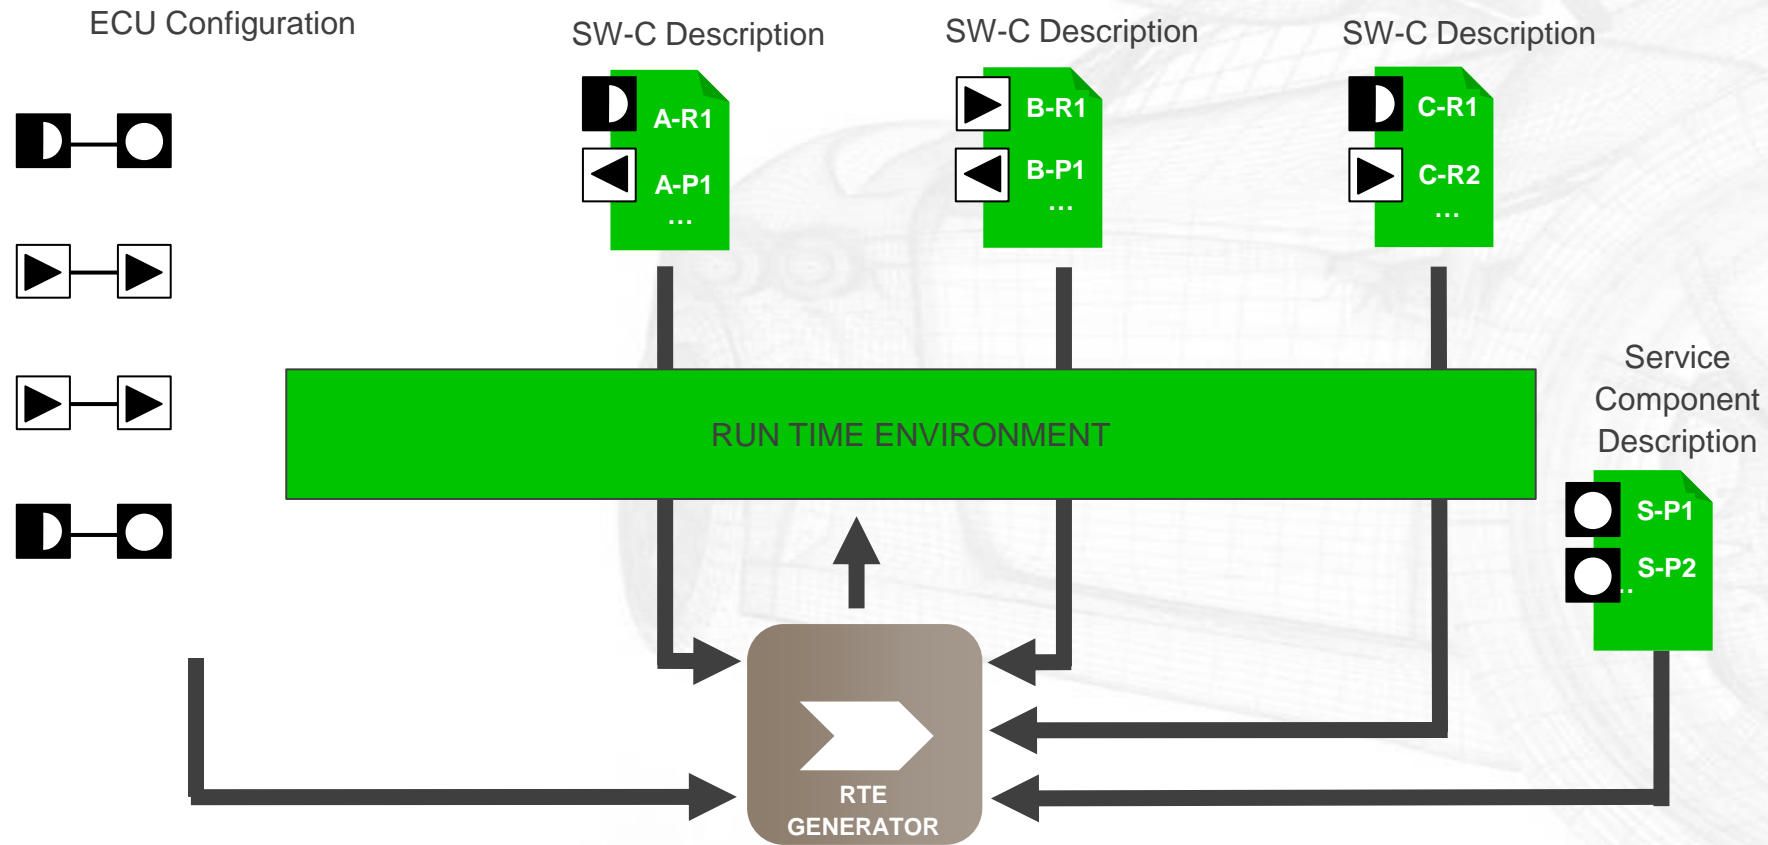 ECU Configuration
SW-C Description
SW-C Description
SW-C Description
A-R1
A-P1
...
B-R1
B-P1
...
C-R1
C-R2
...
RUN TIME ENVIRONMENT
Service
Component
Description
S-P1
S-P2
..
RTE
GENERATOR